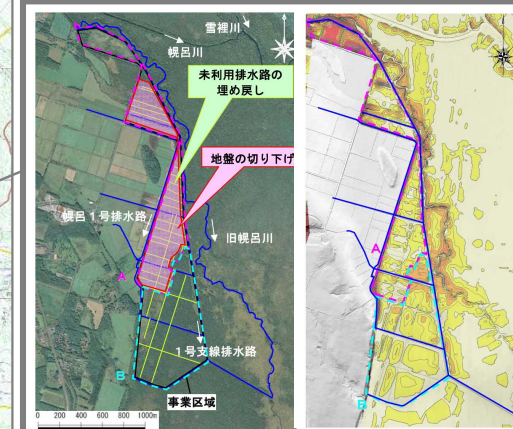 雪裡川
幌呂川
未利用排水路の
埋め戻し
地盤の切り下げ
幌呂1号排水路
旧幌呂川
A
1号支線排水路
B
事業区域
0 200 400 600 800 1000m
A
B